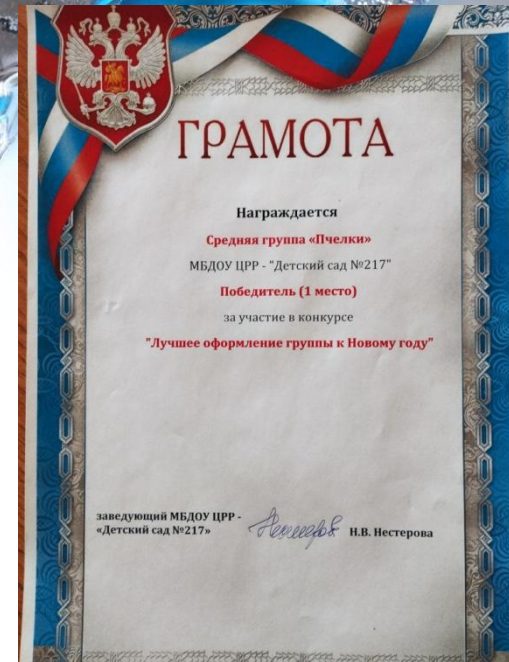 ГРАМОТА
Награждается
Средняя группа «Пчелки»
МБДОУ ЦРР - "Детский сад №217"
Победитель (1 место)
за участие в конкурсе
"Лучшее оформление группы к Новому году"
заведующий МБДОУ ЦРР -
«Детский сад №217»
Н.В. Нестерова